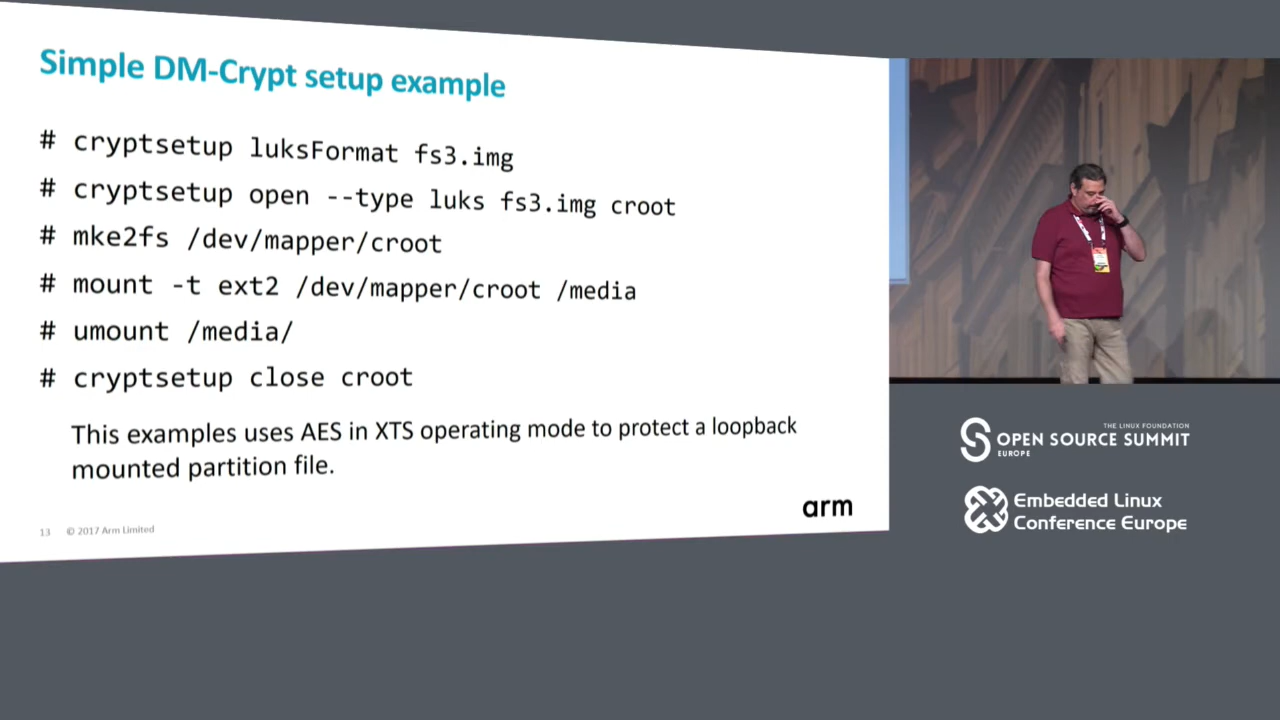 Simple DM-Crypt setup example
# cryptsetup luksFormat fs3.img
# cryptsetup open --type luks fs3.img croot
# mke2fs /dev/mapper/croot
# mount -t ext2 /dev/mapper/croot /media
# umount /media/
# cryptsetup close croot
This examples uses AES in XTS operating mode to protect a loopback
mounted partition file.
13 © 2017 Arm Limited
arm
THE LINUX FOUNDATION
OPEN SOURCE SUMMIT
EUROPE
Embedded Linux
Conference Europe